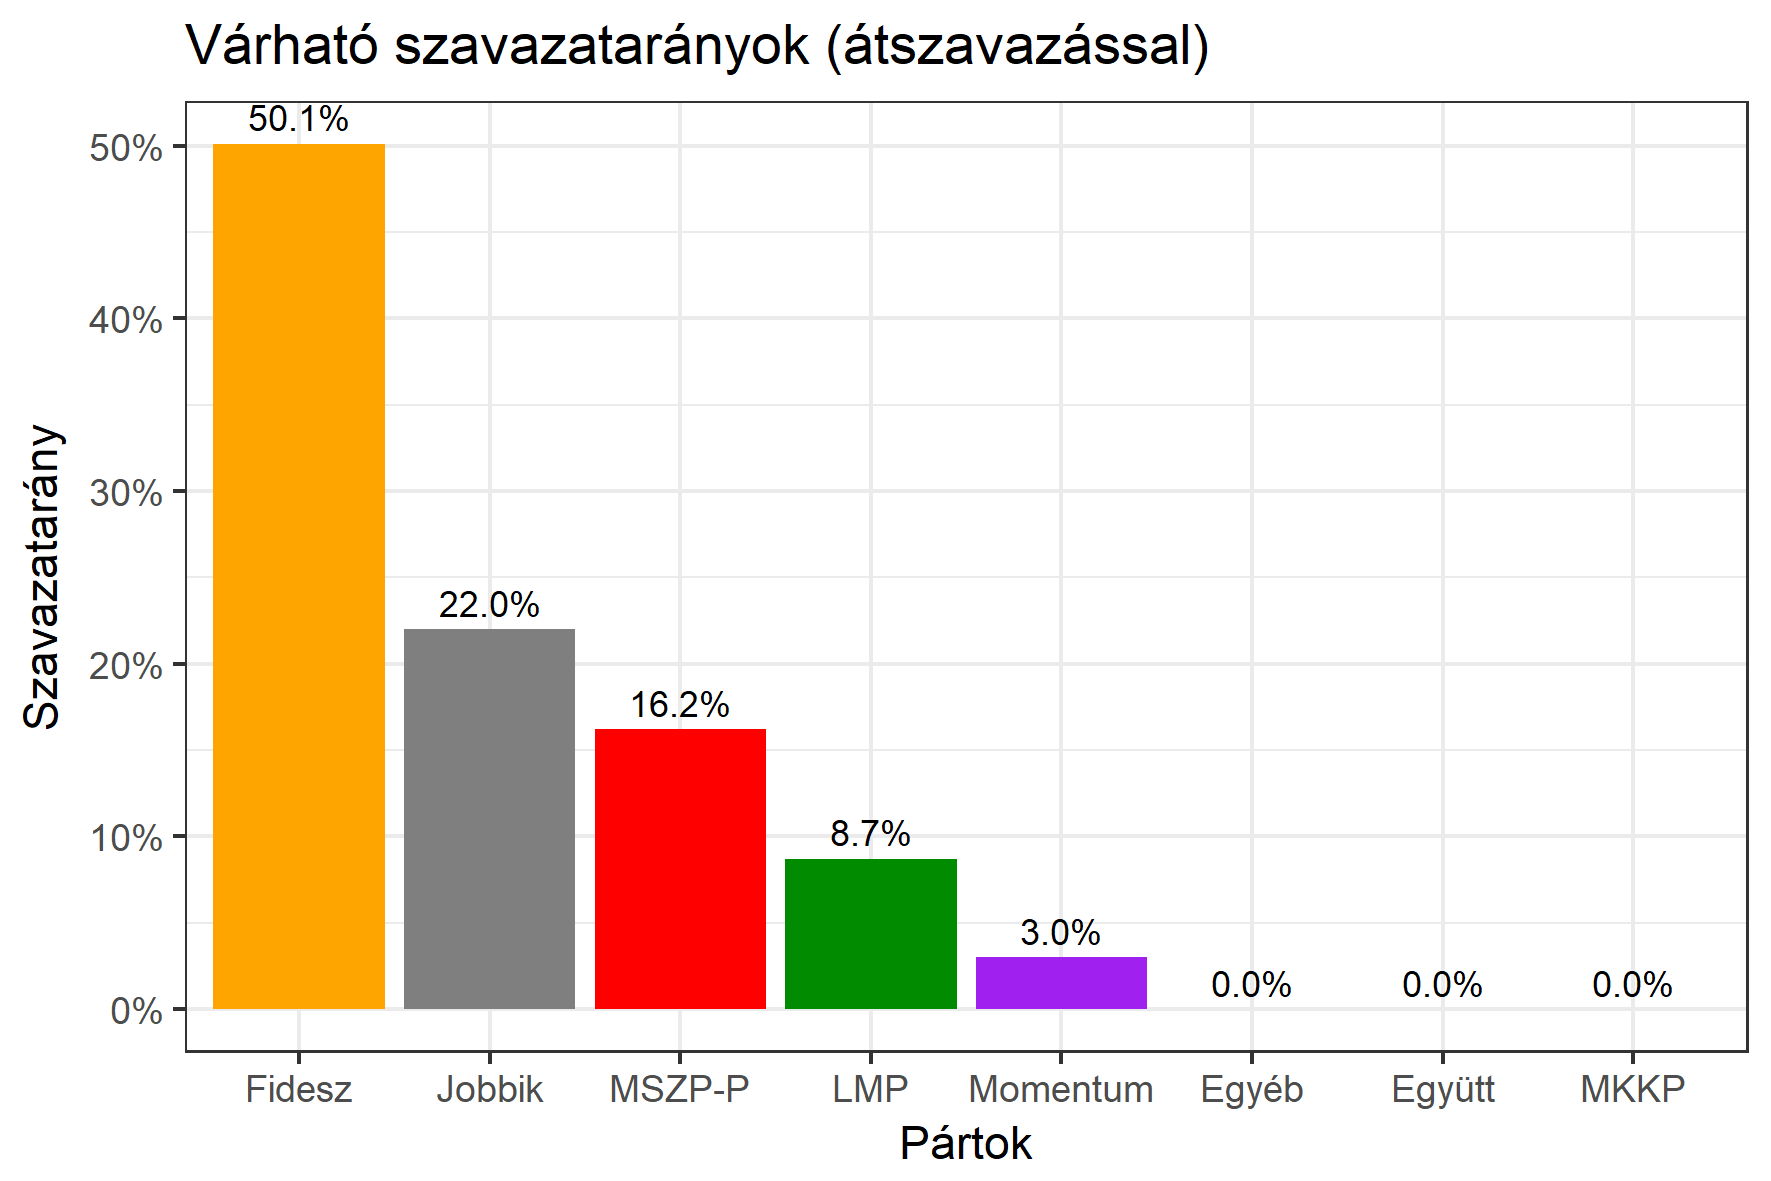 Várható szavazatarányok (átszavazással)
Szavazatarány
50%
40%
30%
20%
10%
0%
50.1%
22.0%
16.2%
8.7%
3.0%
0.0%
0.0%
0.0%
Fidesz
Jobbik
MSZP-P
LMP
Momentum
Egyéb
Együtt
MKKP
Pártok